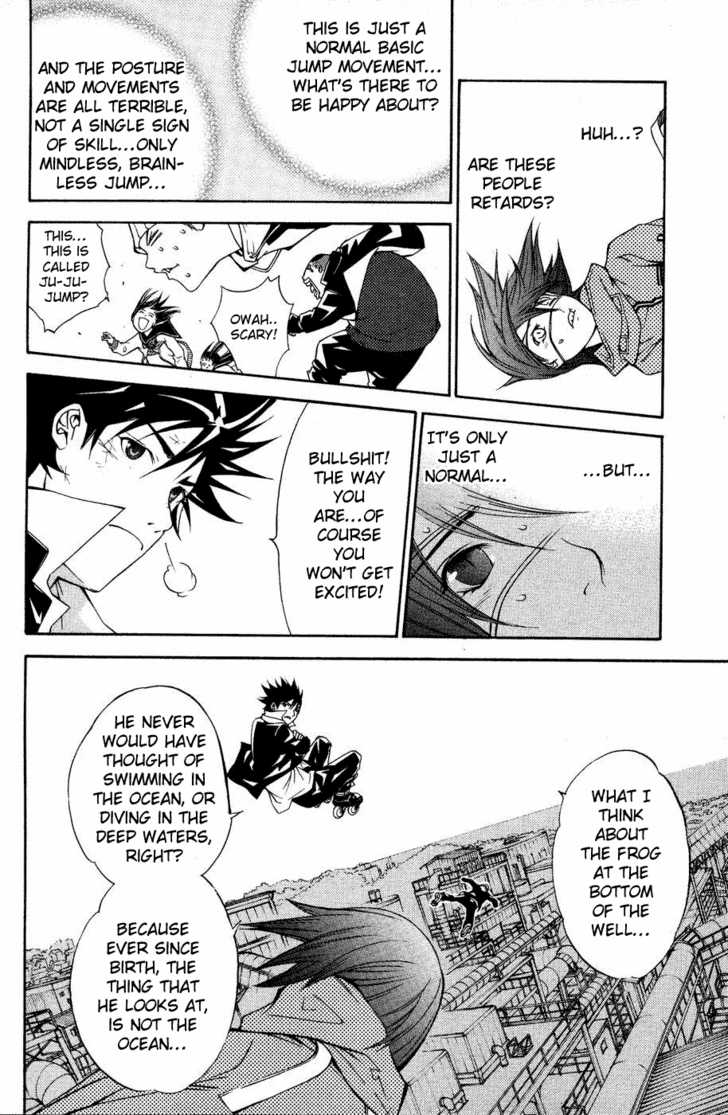 HUH...?
ARE THESE
PEOPLE
RETARDS?
THIS IS JUST A
NORMAL BASIC
JUMP MOVEMENT...
WHAT'S THERE TO
BE HAPPY ABOUT?
AND THE POSTURE
AND MOVEMENTS
ARE ALL TERRIBLE,
NOT A SINGLE SIGN
OF SKILL...ONLY
MINDLESS, BRAIN-
LESS JUMP...
OWAH..
SCARY!
THIS...
THIS IS
CALLED
JU-JU-
JUMP?
...BUT...
IT'S ONLY
JUST A
NORMAL...
BULLSHIT!
THE WAY
YOU
ARE...OF
COURSE
YOU
WON'T GET
EXCITED!
WHAT I
THINK
ABOUT
THE FROG
AT THE
BOTTOM
OF THE
WELL...
HE NEVER
WOULD HAVE
THOUGHT OF
SWIMMING IN
THE OCEAN, OR
DIVING IN THE
DEEP WATERS,
RIGHT?
BECAUSE
EVER SINCE
BIRTH, THE
THING THAT
HE LOOKS AT,
IS NOT THE
OCEAN...